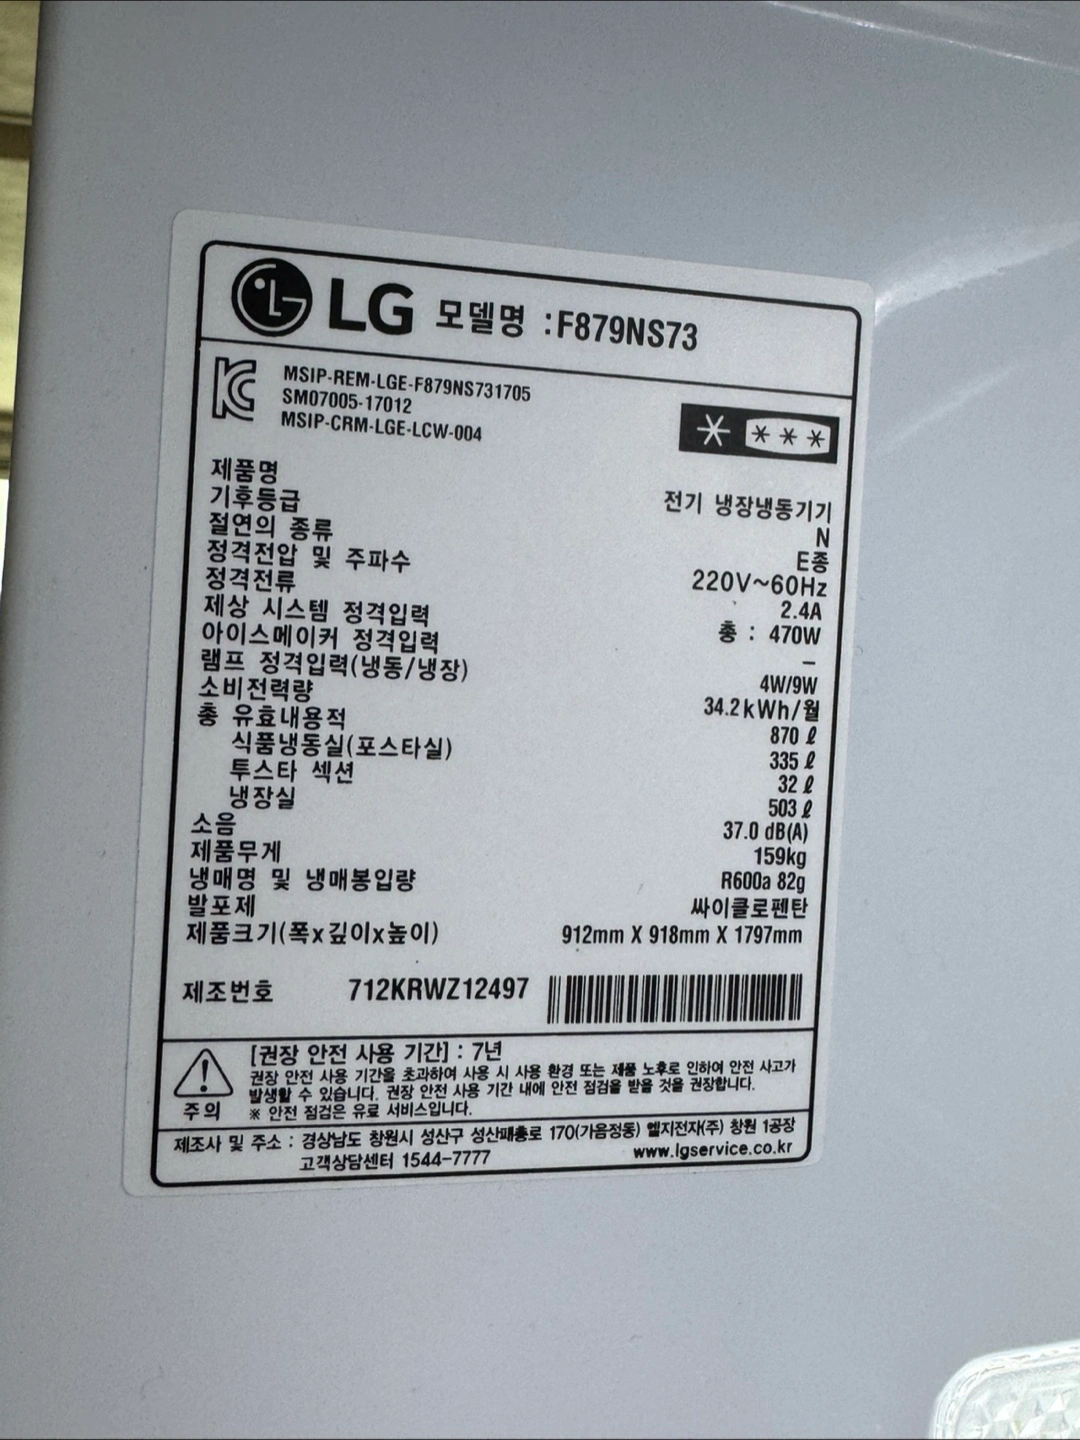 LG 모델명 :F879NS73
MSIP-REM-LGE-F879NS731705
SM07005-17012
MSIP-CRM-LGE-LCW-004
제품명 전기 냉장냉동기기
기후등급 N
절연의 종류 E종
정격전압 및 주파수 220V~60Hz
정격전류 2.4A
제상 시스템 정격입력 총 : 470W
아이스메이커 정격입력 –
램프 정격입력(냉동/냉장) 4W/9W
소비전력량 34.2kWh/월
총 유효내용적 870 ℓ
식품냉동실(포스타실) 335 ℓ
투스타 섹션 32 ℓ
냉장실 503 ℓ
소음 37.0 dB(A)
제품무게 159kg
냉매명 및 냉매봉입량 R600a 82g
발포제 싸이클로펜탄
제품크기(폭x깊이x높이) 912mm X 918mm X 1797mm
제조번호 712KRWZ12497
[권장 안전 사용 기간] : 7년
권장 안전 사용 기간을 초과하여 사용 시 사용 환경 또는 제품 노후로 인하여 안전 사고가
발생할 수 있습니다. 권장 안전 사용 기간 내에 안전 점검을 받을 것을 권장합니다.
주의 ※ 안전 점검은 유료 서비스입니다.
제조사 및 주소 : 경상남도 창원시 성산구 성산패총로 170(가음정동) 엘지전자(주) 창원 1공장
고객상담센터 1544-7777 www.lgservice.co.kr